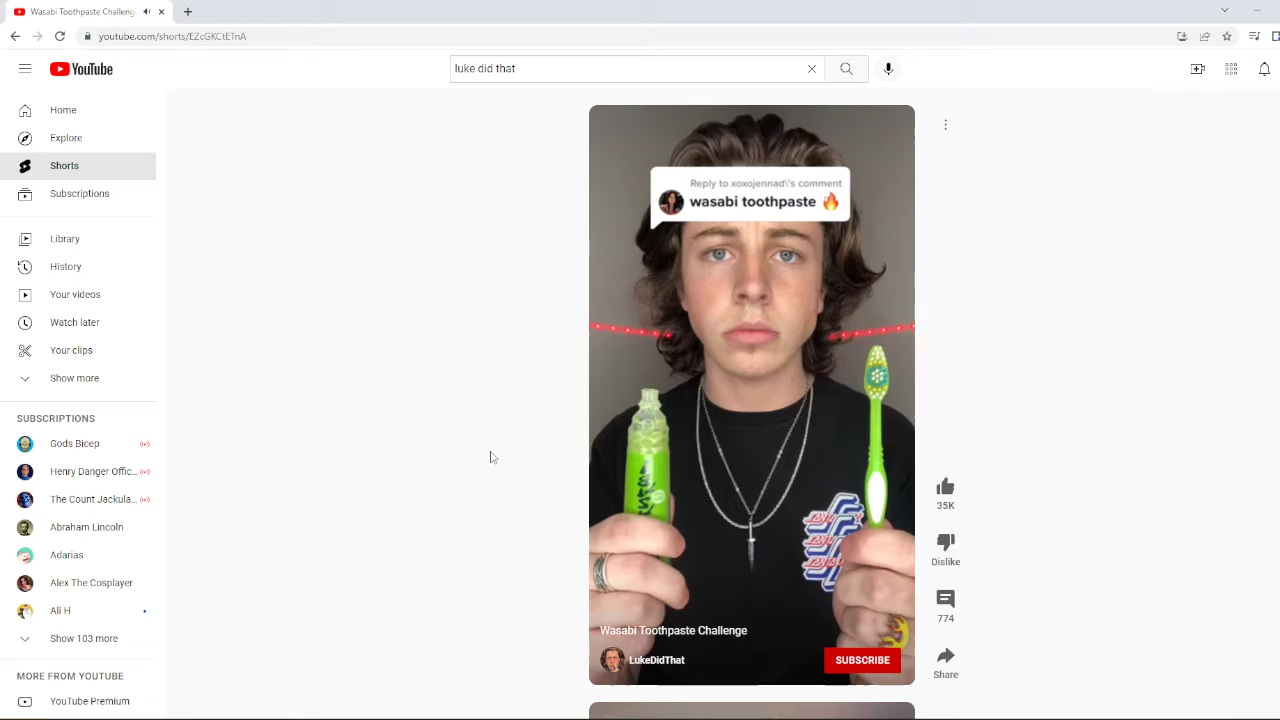 Wasabi Toothpaste Challeng
youtube.com/shorts/EZcGKCtETnA
YouTube
luke did that
Home
Explore
Shorts
Subscriptions
Library
History
Your videos
Watch later
Your clips
Show more
SUBSCRIPTIONS
Gods Bicep
Henry Danger Offic...
The Count Jackula...
Abraham Lincoln
Adarias
Alex The Cosplayer
Ali H
Show 103 more
MORE FROM YOUTUBE
YouTube Premium
Reply to xoxojennad\'s comment
wasabi toothpaste 🔥
Wasabi Toothpaste Challenge
LukeDidThat
SUBSCRIBE
35K
Dislike
774
Share